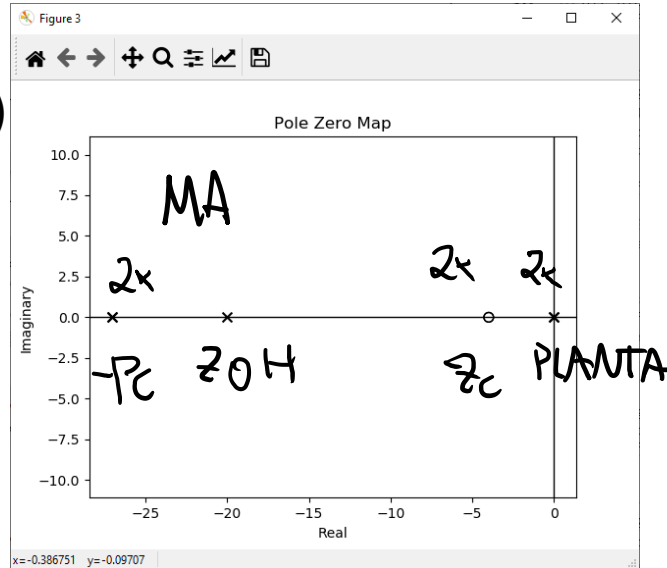 Figure 3
Pole Zero Map
10.0
7.5
5.0
2.5
0.0
−2.5
−5.0
−7.5
−10.0
Imaginary
MA
2x 2x 2x
-Pc ZOH Zc PLANTA
−25 −20 −15 −10 −5 0
Real
x=-0.386751 y=-0.09707